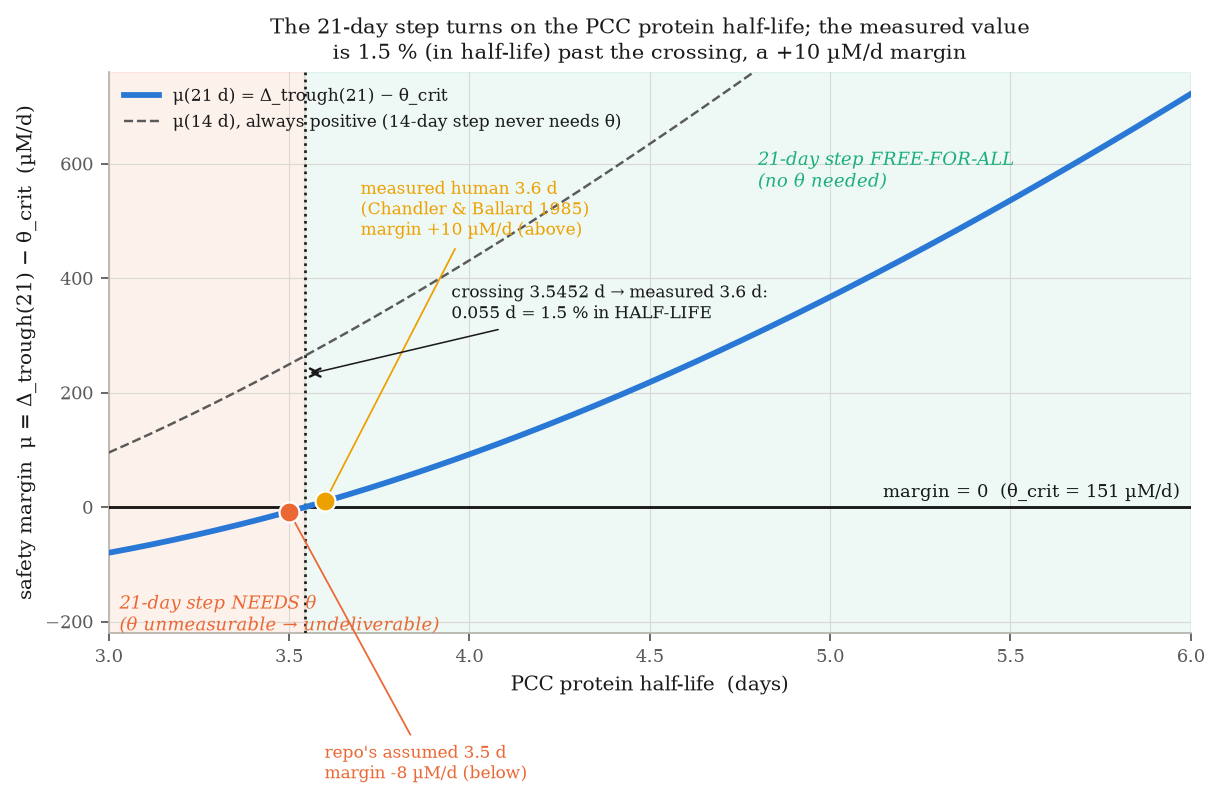 The 21-day step turns on the PCC protein half-life; the measured value
is 1.5 % (in half-life) past the crossing, a +10 µM/d margin
µ(21 d) = Δ_trough(21) − θ_crit
µ(14 d), always positive (14-day step never needs θ)
21-day step FREE-FOR-ALL
(no θ needed)
measured human 3.6 d
(Chandler & Ballard 1985)
margin +10 µM/d (above)
crossing 3.5452 d → measured 3.6 d:
0.055 d = 1.5 % in HALF-LIFE
margin = 0 (θ_crit = 151 µM/d)
21-day step NEEDS θ
(θ unmeasurable → undeliverable)
safety margin µ = Δ_trough(21) − θ_crit (µM/d)
600
400
200
0
−200
3.0 3.5 4.0 4.5 5.0 5.5 6.0
PCC protein half-life (days)
repo's assumed 3.5 d
margin -8 µM/d (below)